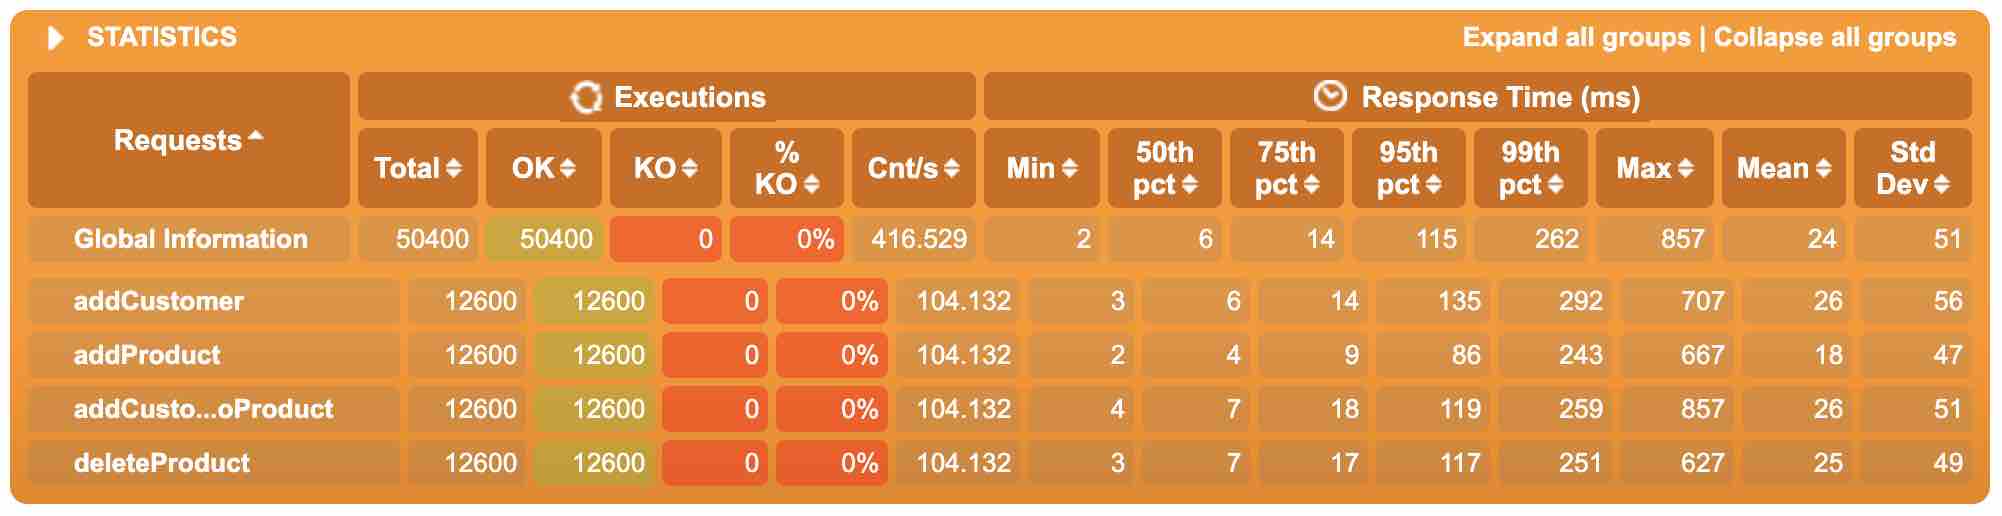 STATISTICS Expand all groups | Collapse all groups
Requests Executions Response Time (ms)
Total OK KO % KO Cnt/s Min 50th pct 75th pct 95th pct 99th pct Max Mean Std Dev
Global Information 50400 50400 0 0% 416.529 2 6 14 115 262 857 24 51
addCustomer 12600 12600 0 0% 104.132 3 6 14 135 292 707 26 56
addProduct 12600 12600 0 0% 104.132 2 4 9 86 243 667 18 47
addCusto...oProduct 12600 12600 0 0% 104.132 4 7 18 119 259 857 26 51
deleteProduct 12600 12600 0 0% 104.132 3 7 17 117 251 627 25 49